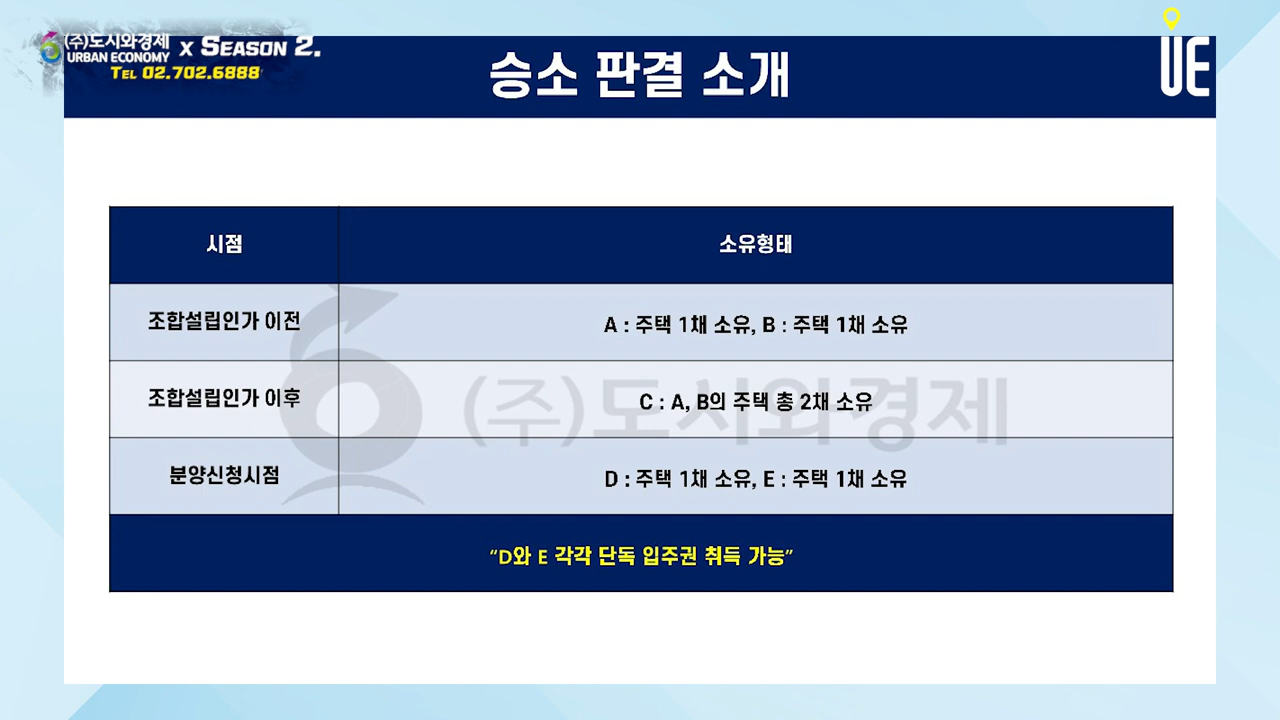 (주)도시와경제
URBAN ECONOMY
X SEASON 2.
TEL 02.702.6888
승소 판결 소개
UE
시점
소유형태
조합설립인가 이전
A : 주택 1채 소유, B : 주택 1채 소유
조합설립인가 이후
C : A, B의 주택 총 2채 소유
분양신청시점
D : 주택 1채 소유, E : 주택 1채 소유
(주)도시와경제
“D와 E 각각 단독 입주권 취득 가능”